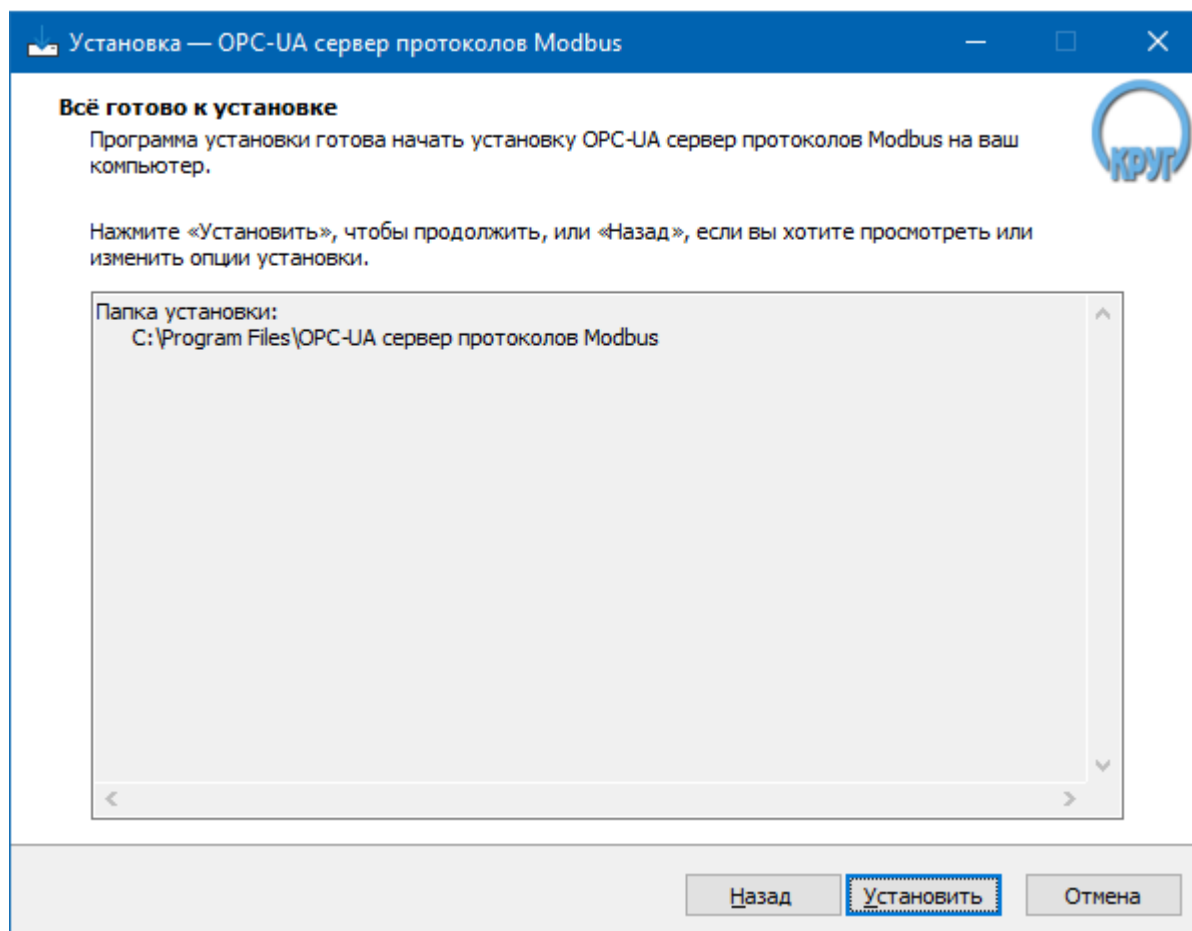 Установка — OPC-UA сервер протоколов Modbus
Всё готово к установке
Программа установки готова начать установку OPC-UA сервер протоколов Modbus на ваш
компьютер.
КРУГ
Нажмите «Установить», чтобы продолжить, или «Назад», если вы хотите просмотреть или
изменить опции установки.
Папка установки:
C:\Program Files\OPC-UA сервер протоколов Modbus
Назад Установить Отмена